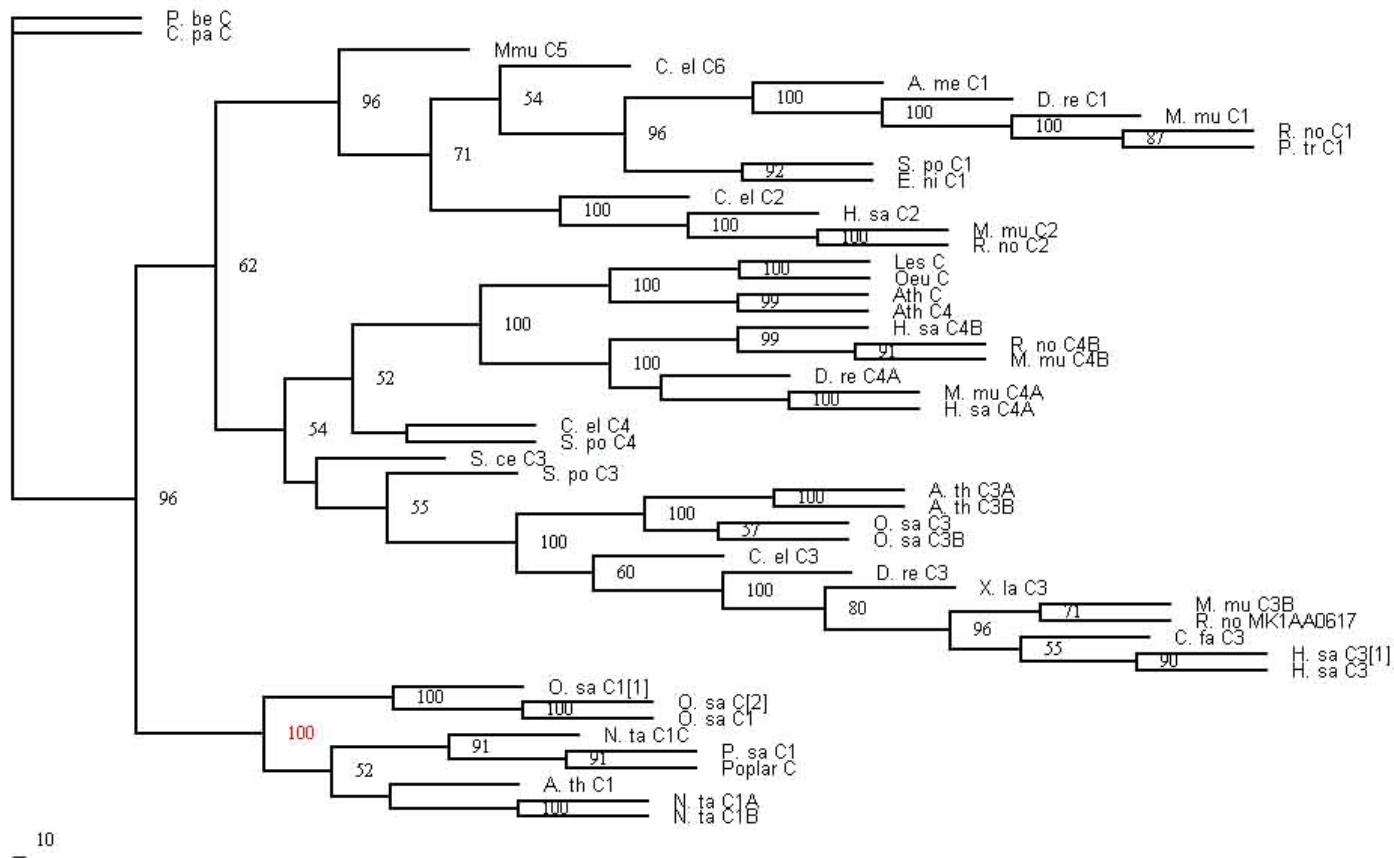 P. be C
C. pa C
Mmu C5
C. el C6
96
54
A. me C1
100
D. re C1
100
M. mu C1
100
R. no C1
87
P. tr C1
96
71
S. po C1
92
E. ni C1
C. el C2
100
H. sa C2
100
M. mu C2
100
R. no C2
62
Les C
100
Oeu C
100
Ath C
99
Ath C4
100
H. sa C4B
99
R. no C4B
91
M. mu C4B
100
52
D. re C4A
M. mu C4A
100
H. sa C4A
54
C. el C4
S. po C4
S. ce C3
S. po C3
96
55
A. th C3A
100
A. th C3B
100
O. sa C3
57
O. sa C3B
100
C. el C3
60
D. re C3
100
X. la C3
80
M. mu C3B
71
R. no MK1AA0617
96
C. fa C3
55
H. sa C3[1]
90
H. sa C3
O. sa C1[1]
100
O. sa C[2]
100
O. sa C1
100
N. ta C1C
91
P. sa C1
91
Poplar C
52
A. th C1
N. ta C1A
100
N. ta C1B
10